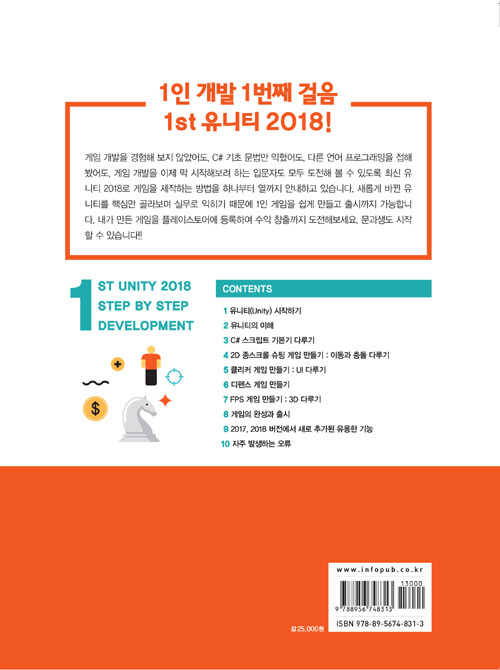 1인 개발 1번째 걸음
1st 유니티 2018!
게임 개발을 경험해 보지 않았어도, C# 기초 문법만 익혔어도, 다른 언어 프로그래밍을 접해
봤어도, 게임 개발을 이제 막 시작해보려 하는 입문자도 모두 도전해 볼 수 있도록 최신 유
니티 2018로 게임을 제작하는 방법을 하나부터 열까지 안내하고 있습니다. 새롭게 바뀐 유
니티를 핵심만 골라보며 실무로 익히기 때문에 1인 게임을 쉽게 만들고 출시까지 가능합니
다. 내가 만든 게임을 플레이스토어에 등록하여 수익 창출까지 도전해보세요. 문과생도 시작
할 수 있습니다!!
1
ST UNITY 2018
STEP BY STEP
DEVELOPMENT
CONTENTS
1 유니티(Unity) 시작하기
2 유니티의 이해
3 C# 스크립트 기본기 다루기
4 2D 종스크롤 슈팅 게임 만들기 : 이동과 충돌 다루기
5 클리커 게임 만들기 : UI 다루기
6 디펜스 게임 만들기
7 FPS 게임 만들기 : 3D 다루기
8 게임의 완성과 출시
9 2017, 2018 버전에서 새로 추가된 유용한 기능
10 자주 발생하는 오류
$
www.infopub.co.kr
13000
9 788956 748313
값 25,000원
ISBN 978-89-5674-831-3